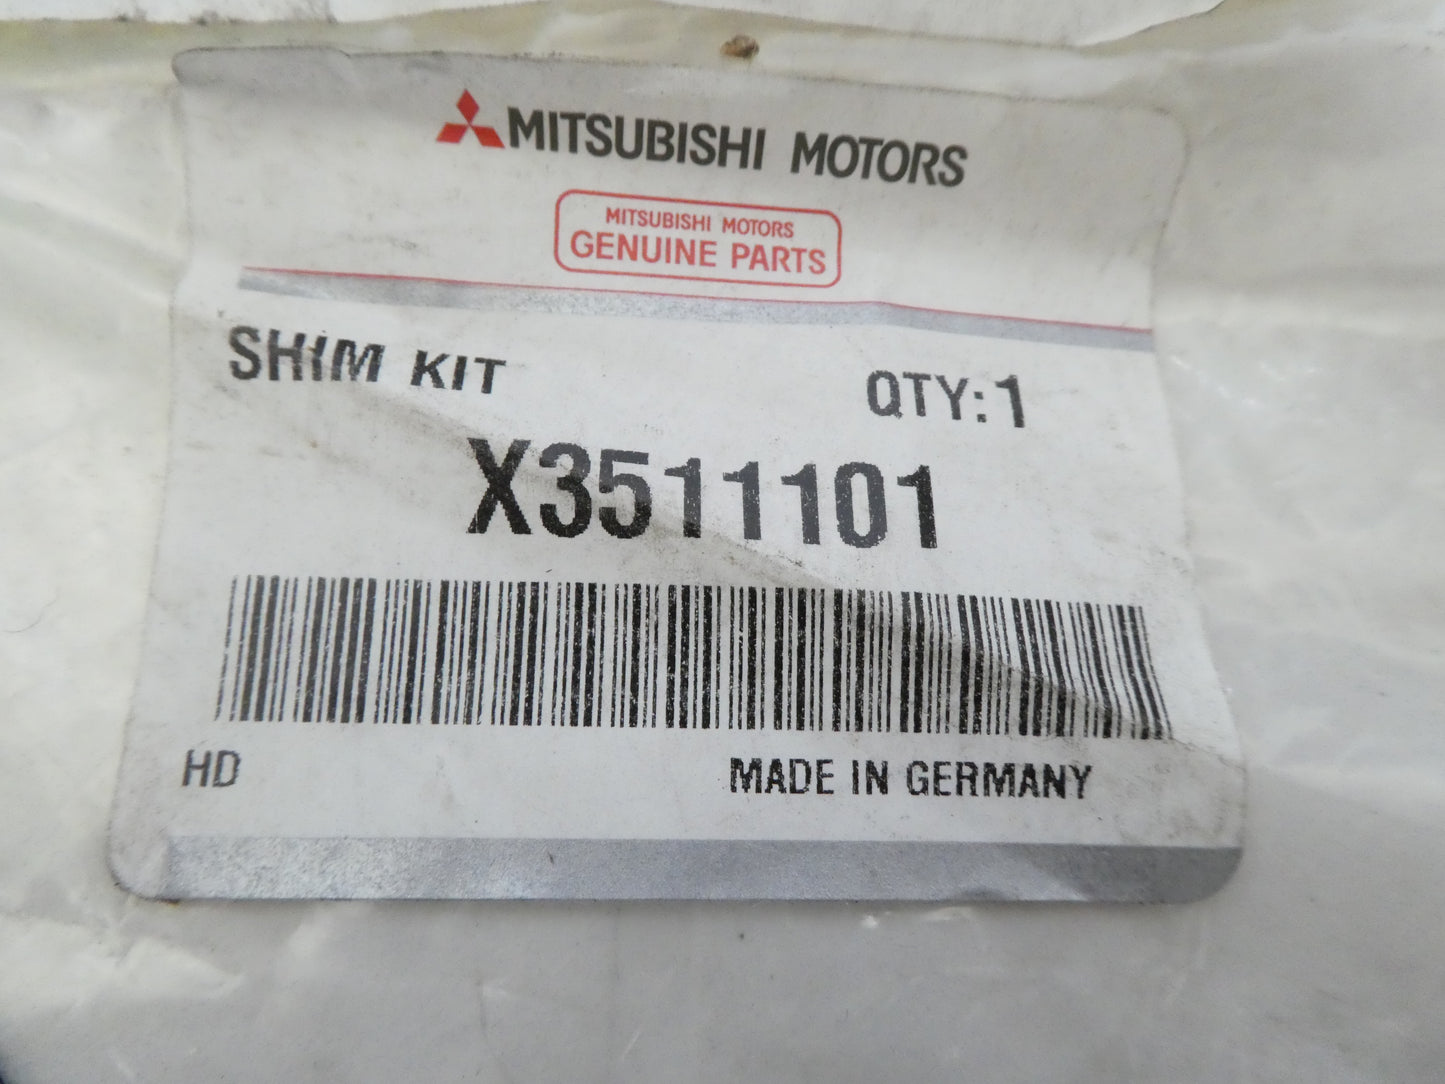 MITSUBISHI MOTORS
MITSUBISHI MOTORS
GENUINE PARTS
SHIM KIT QTY:1
X3511101
HD MADE IN GERMANY